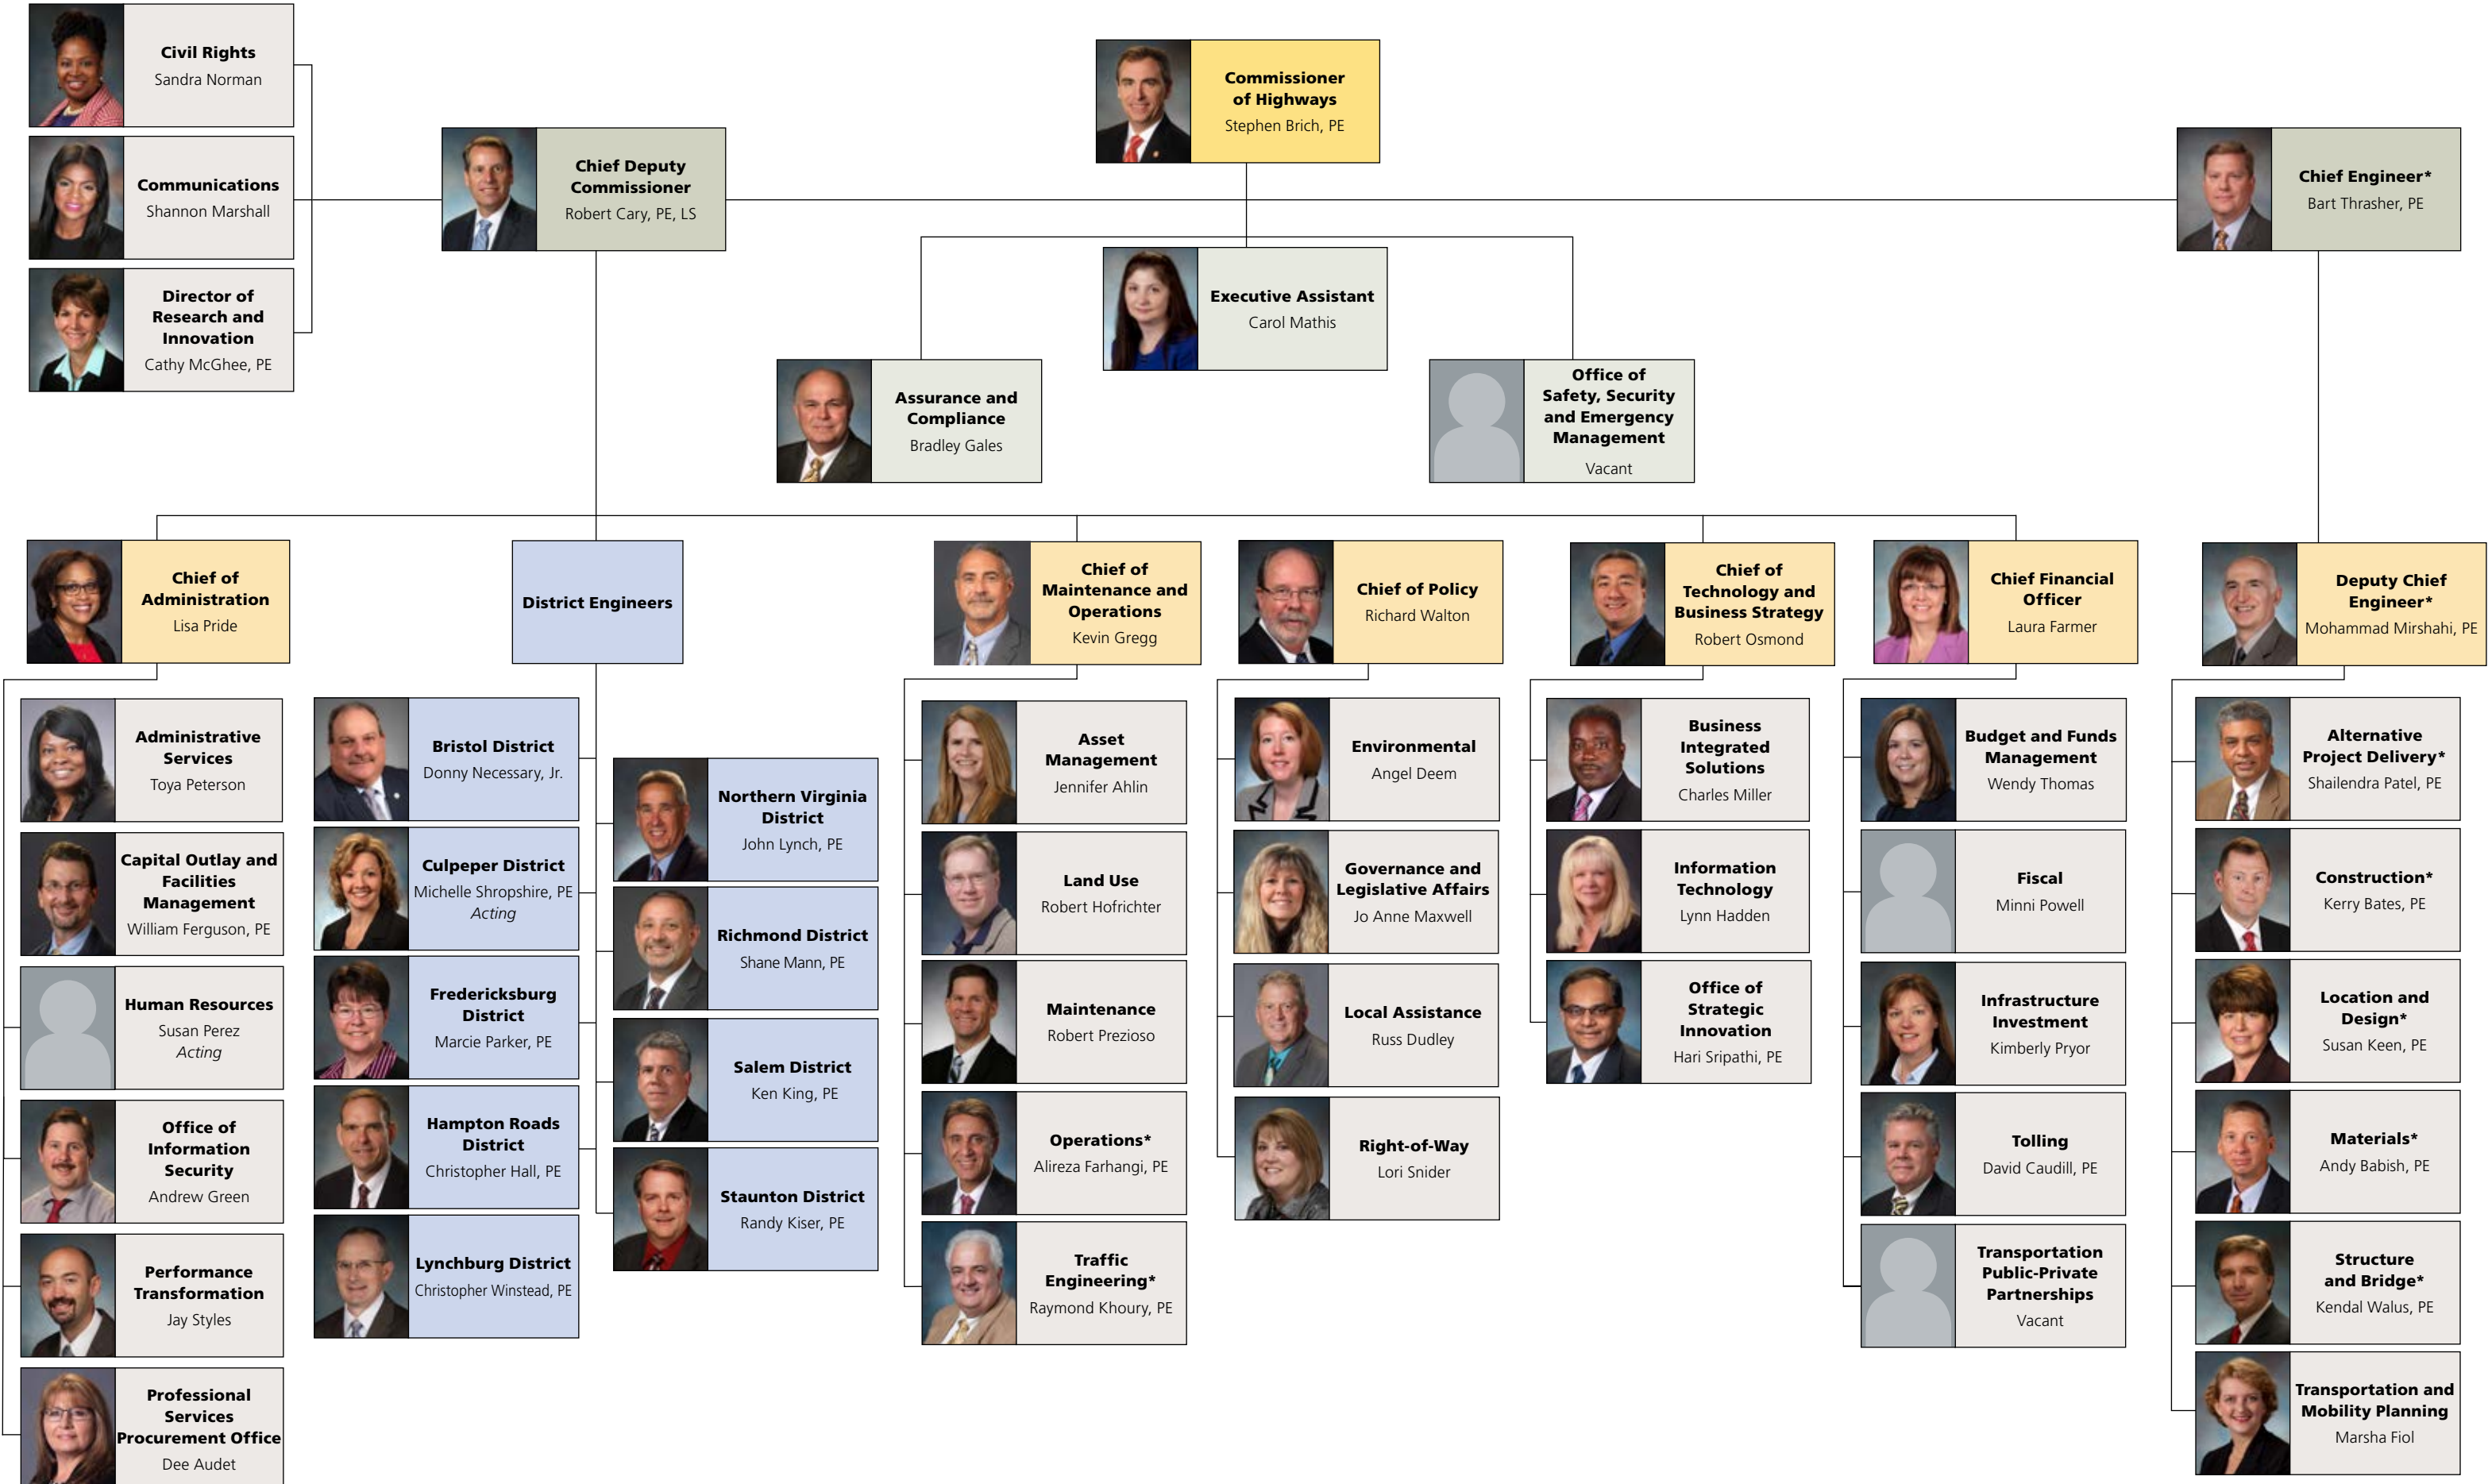 Civil Rights
Sandra Norman
Communications
Shannon Marshall
Director of
Research and
Innovation
Cathy McGhee, PE
Chief Deputy
Commissioner
Robert Cary, PE, LS
Commissioner
of Highways
Stephen Brich, PE
Chief Engineer*
Bart Thrasher, PE
Executive Assistant
Carol Mathis
Assurance and
Compliance
Bradley Gales
Office of
Safety, Security
and Emergency
Management
Vacant
Chief of
Administration
Lisa Pride
District Engineers
Chief of
Maintenance and
Operations
Kevin Gregg
Chief of Policy
Richard Walton
Chief of
Technology and
Business Strategy
Robert Osmond
Chief Financial
Officer
Laura Farmer
Deputy Chief
Engineer*
Mohammad Mirshahi, PE
Administrative
Services
Toya Peterson
Capital Outlay and
Facilities
Management
William Ferguson, PE
Human Resources
Susan Perez
Acting
Office of
Information
Security
Andrew Green
Performance
Transformation
Jay Styles
Professional
Services
Procurement Office
Dee Audet
Bristol District
Donny Necessary, Jr.
Culpeper District
Michelle Shropshire, PE
Acting
Fredericksburg
District
Marcie Parker, PE
Hampton Roads
District
Christopher Hall, PE
Lynchburg District
Christopher Winstead, PE
Northern Virginia
District
John Lynch, PE
Richmond District
Shane Mann, PE
Salem District
Ken King, PE
Staunton District
Randy Kiser, PE
Asset
Management
Jennifer Ahlin
Land Use
Robert Hofrichter
Maintenance
Robert Prezioso
Operations*
Alireza Farhangi, PE
Traffic
Engineering*
Raymond Khoury, PE
Environmental
Angel Deem
Governance and
Legislative Affairs
Jo Anne Maxwell
Local Assistance
Russ Dudley
Right-of-Way
Lori Snider
Business
Integrated
Solutions
Charles Miller
Information
Technology
Lynn Hadden
Office of
Strategic
Innovation
Hari Sripathi, PE
Budget and Funds
Management
Wendy Thomas
Fiscal
Minni Powell
Infrastructure
Investment
Kimberly Pryor
Tolling
David Caudill, PE
Transportation
Public-Private
Partnerships
Vacant
Alternative
Project Delivery*
Shailendra Patel, PE
Construction*
Kerry Bates, PE
Location and
Design*
Susan Keen, PE
Materials*
Andy Babish, PE
Structure
and Bridge*
Kendal Walus, PE
Transportation and
Mobility Planning
Marsha Fiol